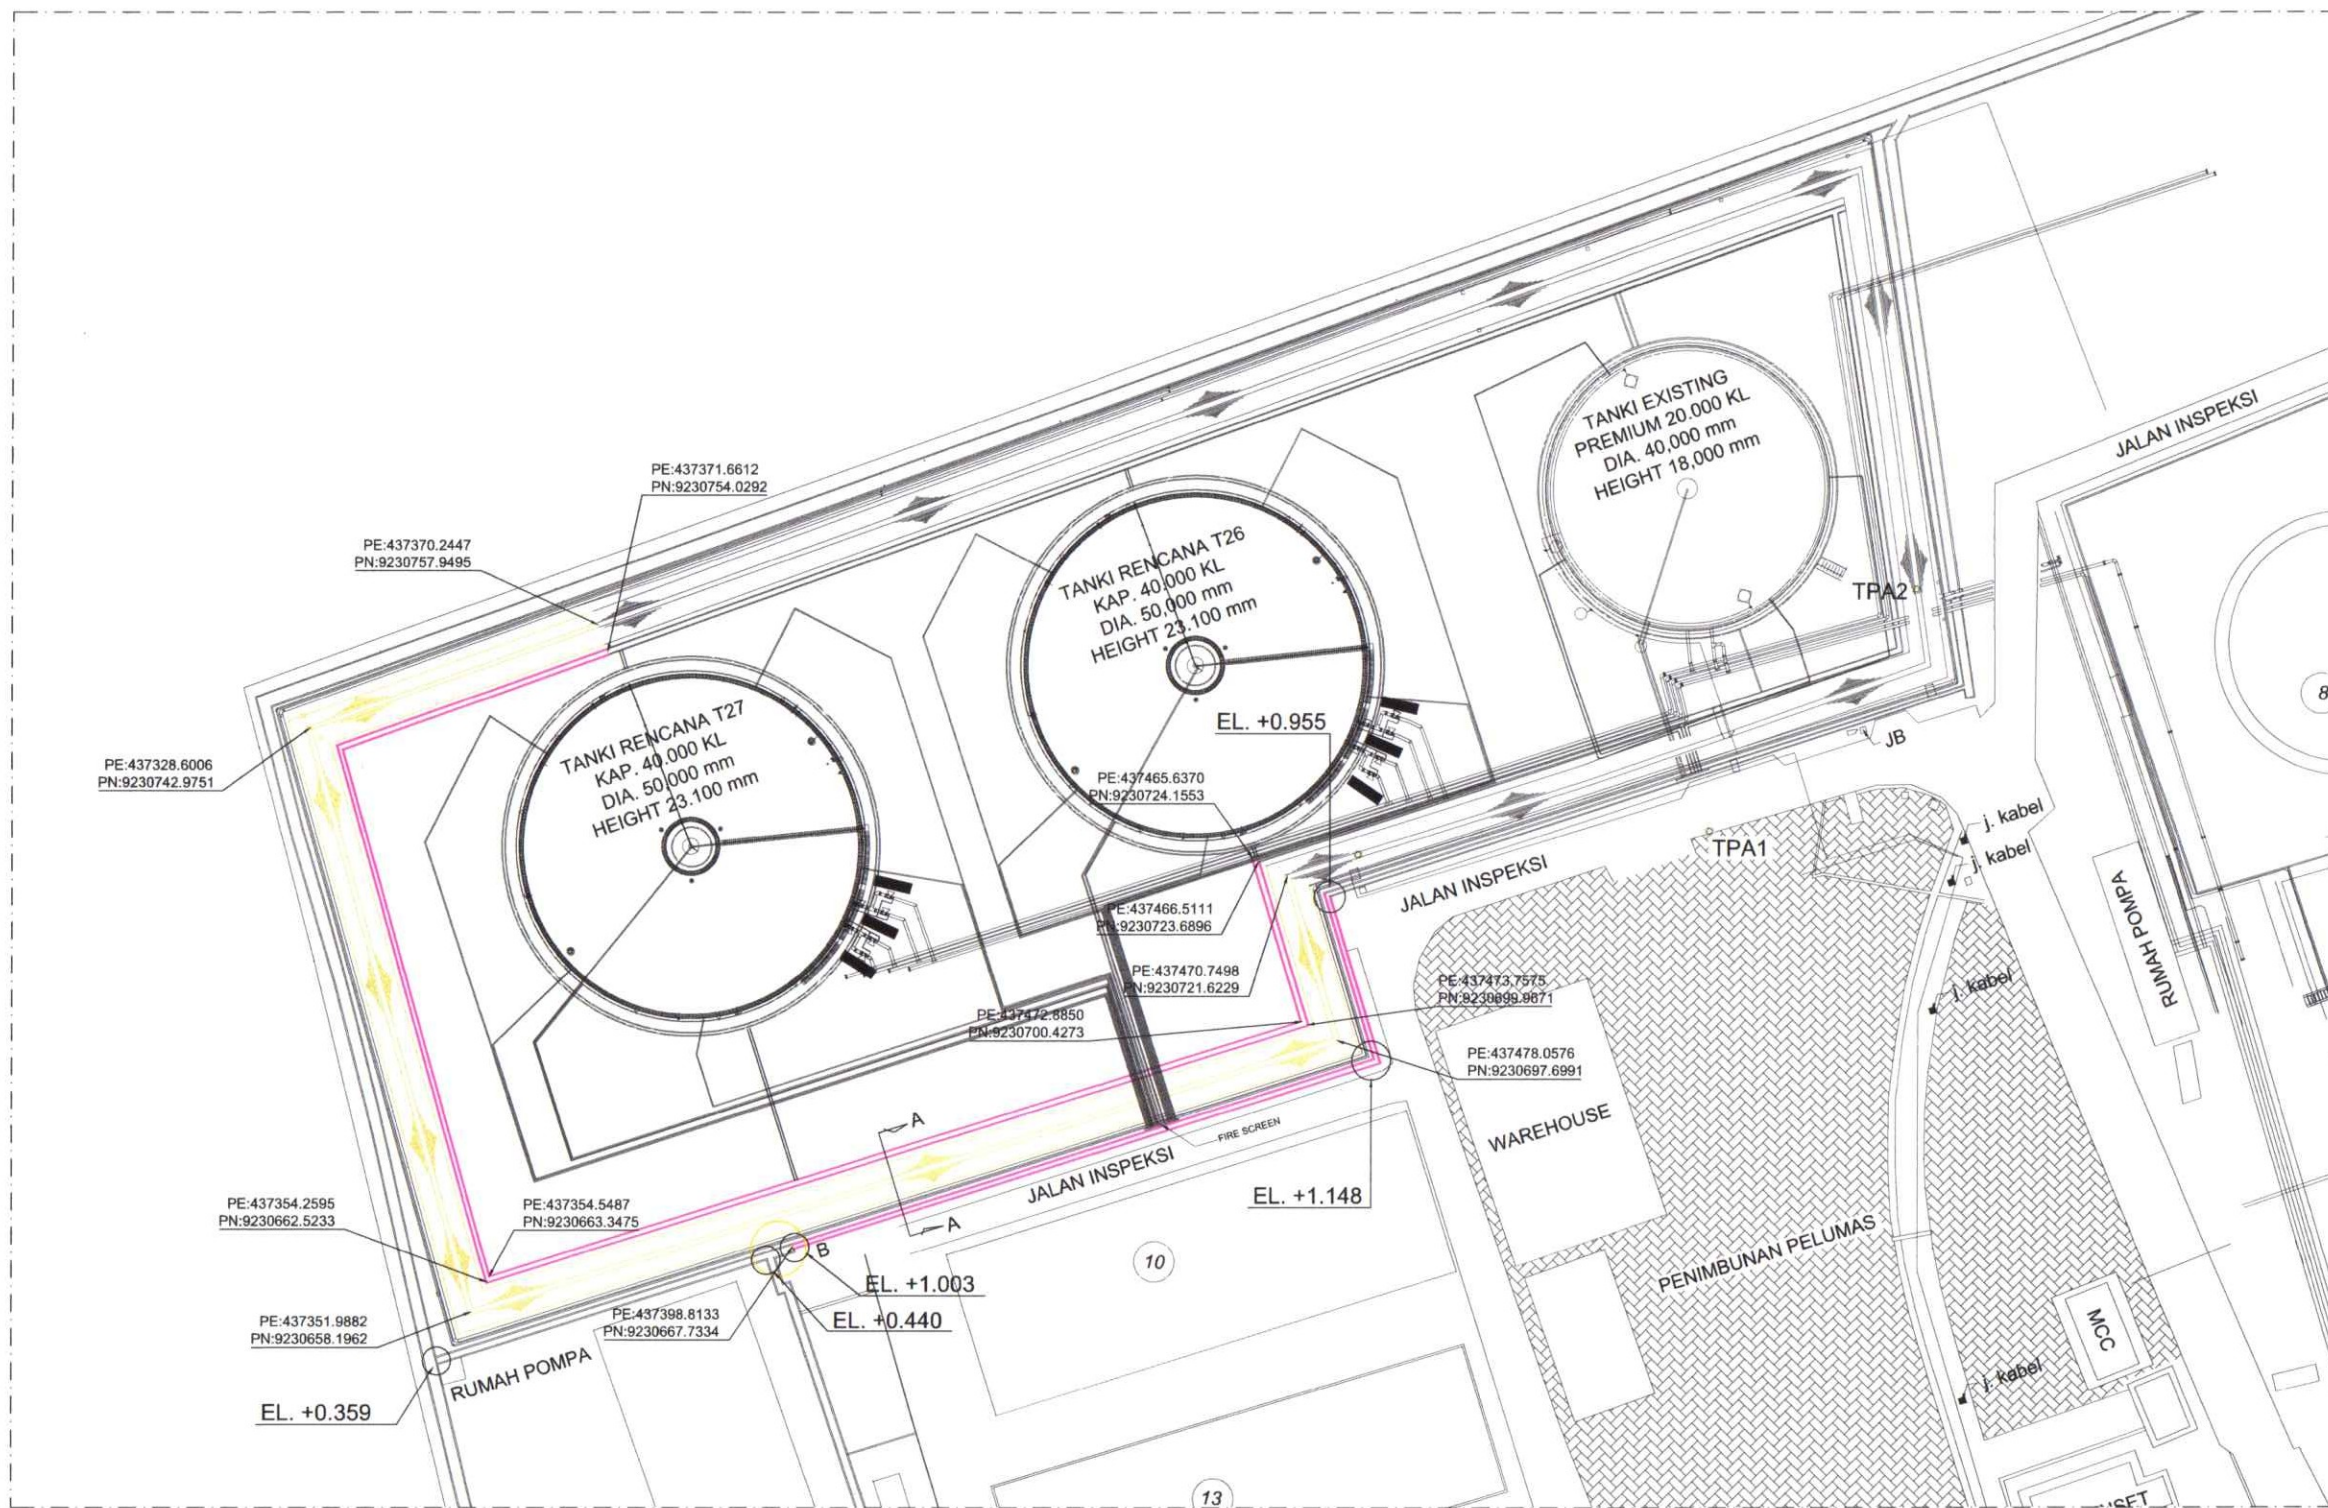 TANKI EXISTING
PREMIUM 20.000 KL
DIA. 40,000 mm
HEIGHT 18,000 mm
JALAN INSPEKSI
PE:437371.6612
PN:9230754.0292
PE:437370.2447
PN:9230757.9495
TANKI RENCANA T26
KAP. 40.000 KL
DIA. 50,000 mm
HEIGHT 23.100 mm
TPA2
8
EL. +0.955
TANKI RENCANA T27
KAP. 40.000 KL
DIA. 50,000 mm
HEIGHT 23.100 mm
JB
PE:437328.6006
PN:9230742.9751
PE:437465.6370
PN:9230724.1553
j. kabel
TPA1
j. kabel
JALAN INSPEKSI
PE:437466.5111
PN:9230723.6896
RUMAH POMPA
PE:437470.7498
PN:9230721.6229
PE:437473.7575
PN:9230699.9671
j. kabel
PE:437472.8850
PN:9230700.4273
PE:437478.0576
PN:9230697.6991
A
FIRE SCREEN
WAREHOUSE
JALAN INSPEKSI
EL. +1.148
PE:437354.2595
PN:9230662.5233
PE:437354.5487
PN:9230663.3475
A
B
10
PENIMBUNAN PELUMAS
EL. +1.003
PE:437398.8133
PN:9230667.7334
EL. +0.440
PE:437351.9882
PN:9230658.1962
MCC
RUMAH POMPA
j. kabel
EL. +0.359
13